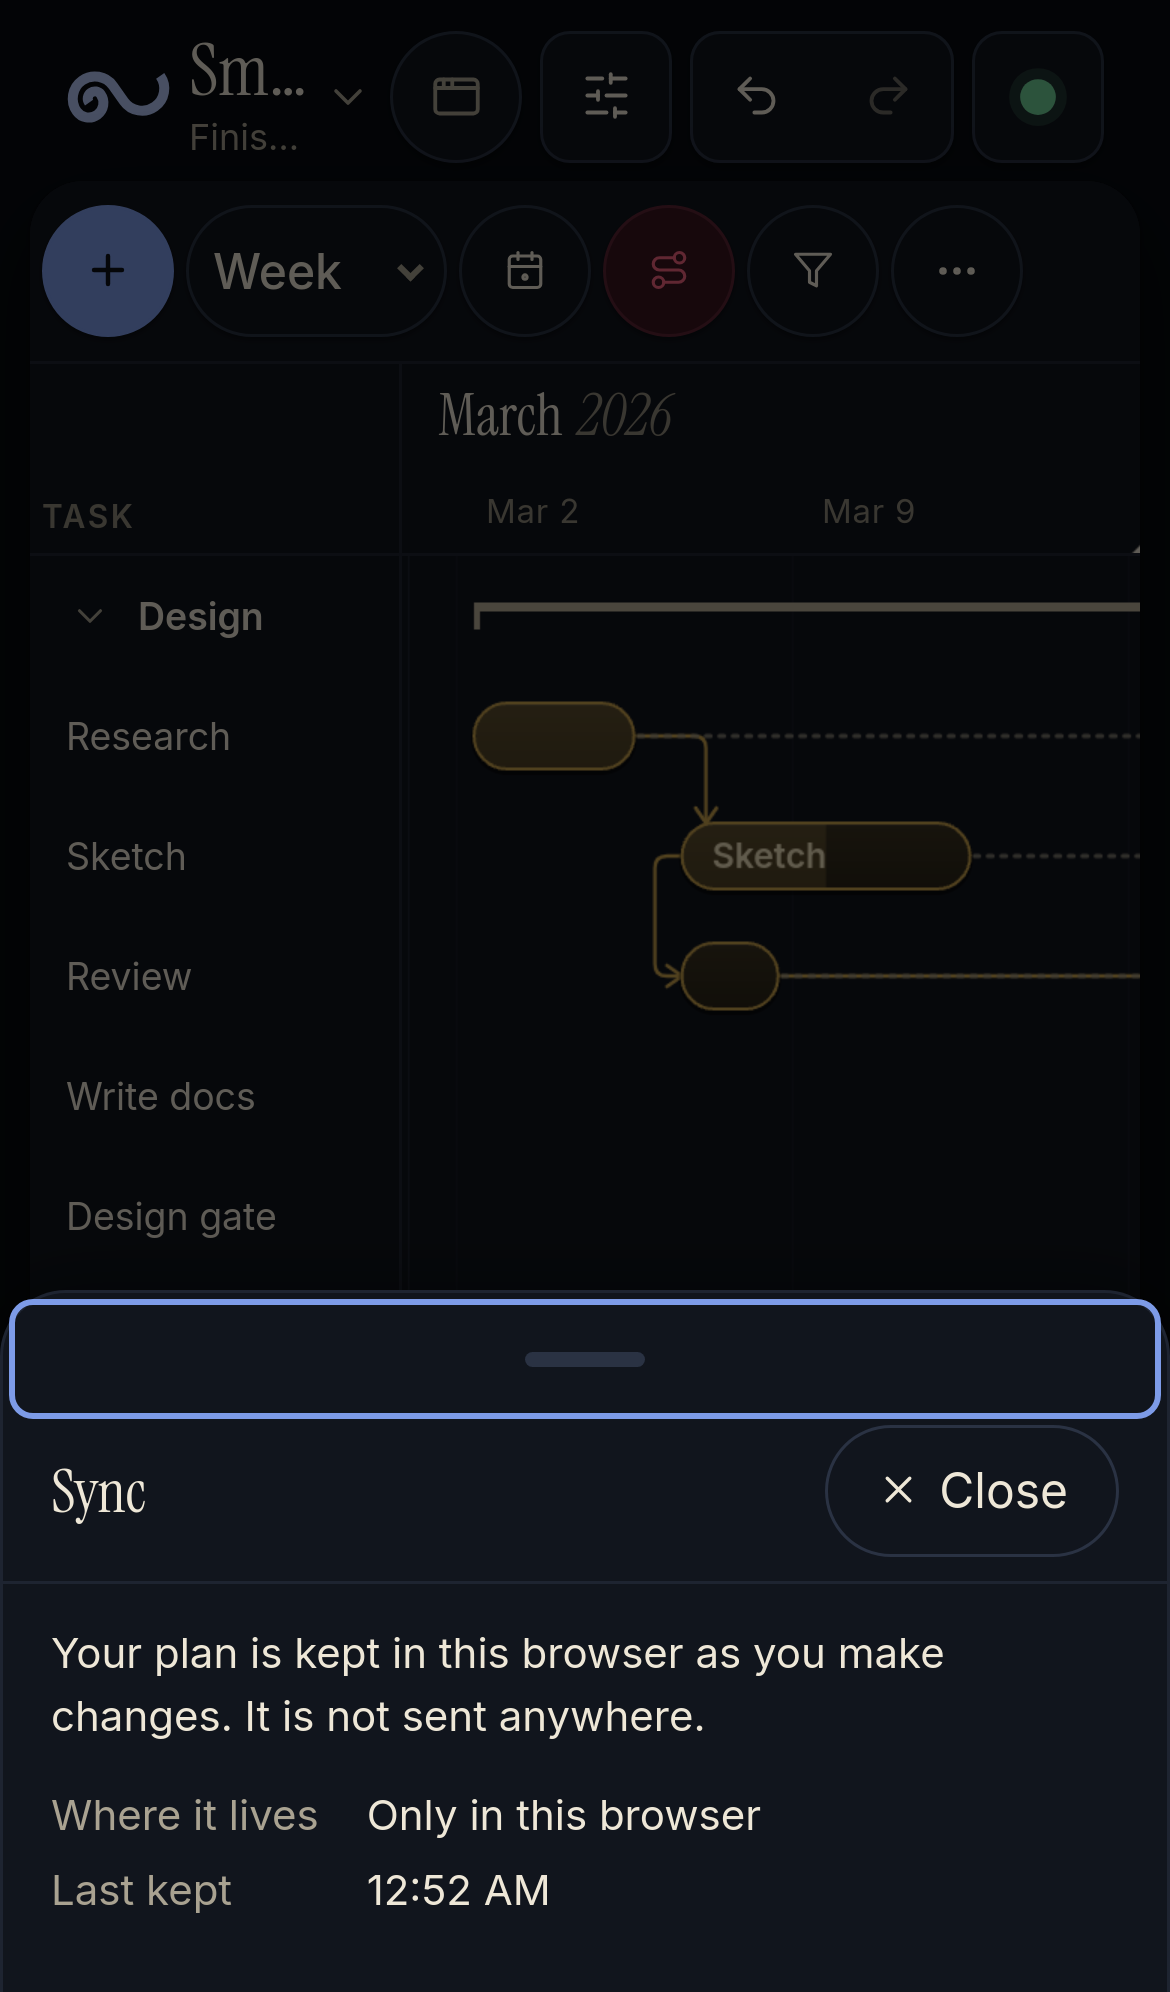 Sm...
Finis...
Week
March 2026
TASK
Mar 2
Mar 9
Design
Research
Sketch
Sketch
Review
Write docs
Design gate
Sync
Close
Your plan is kept in this browser as you make
changes. It is not sent anywhere.
Where it lives Only in this browser
Last kept 12:52 AM